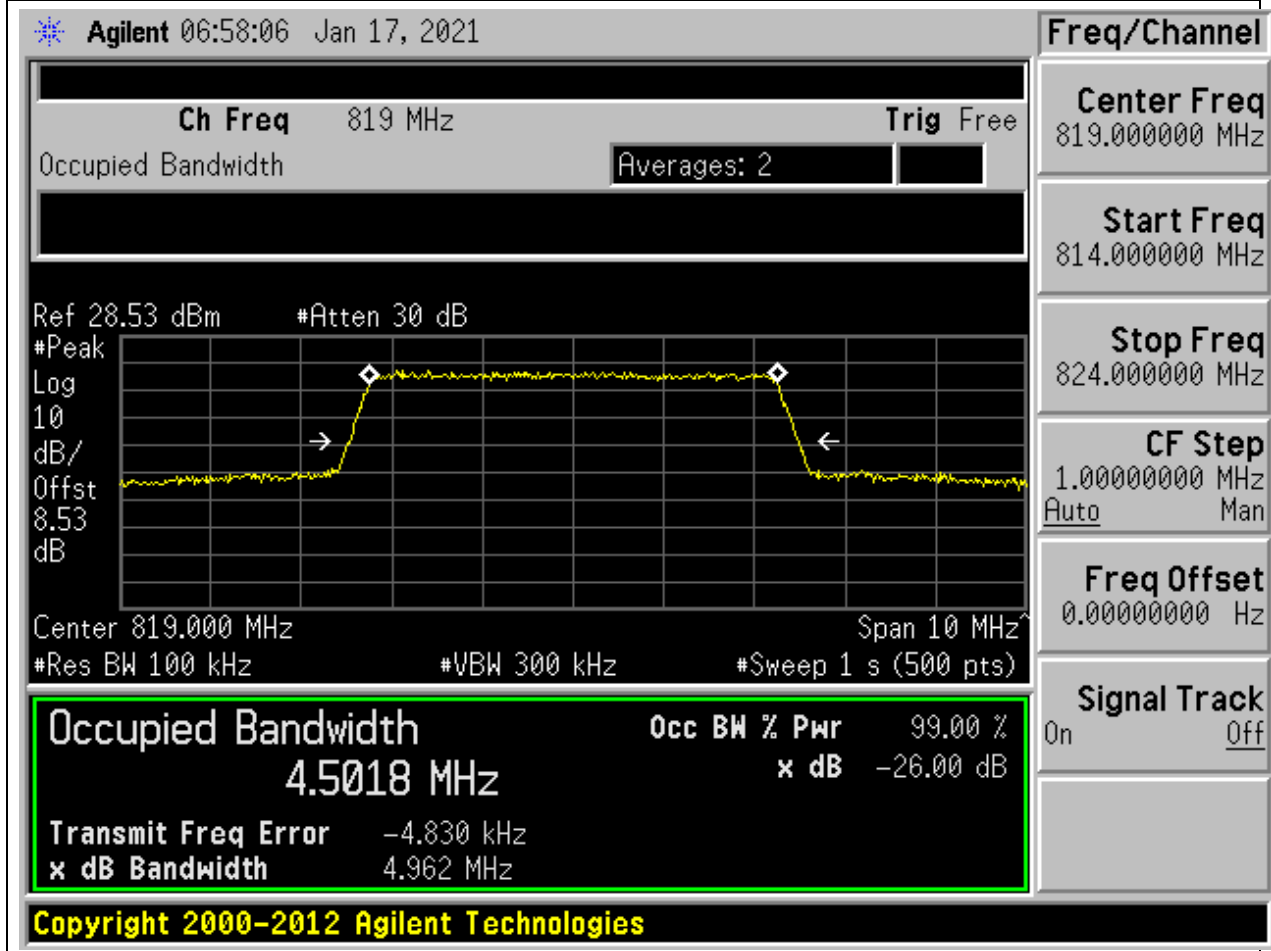 Agilent 06:58:06 Jan 17, 2021
Ch Freq 819 MHz Trig Free
Occupied Bandwidth Averages: 2
Ref 28.53 dBm #Atten 30 dB
#Peak
Log
10
dB/
Offst
8.53
dB
Center 819.000 MHz Span 10 MHz^
#Res BW 100 kHz #VBW 300 kHz #Sweep 1 s (500 pts)
Occupied Bandwidth Occ BW % Pwr 99.00 %
4.5018 MHz x dB -26.00 dB
Transmit Freq Error -4.830 kHz
x dB Bandwidth 4.962 MHz
Copyright 2000-2012 Agilent Technologies
Freq/Channel
Center Freq
819.000000 MHz
Start Freq
814.000000 MHz
Stop Freq
824.000000 MHz
CF Step
1.00000000 MHz
Auto Man
Freq Offset
0.00000000 Hz
Signal Track
On Off